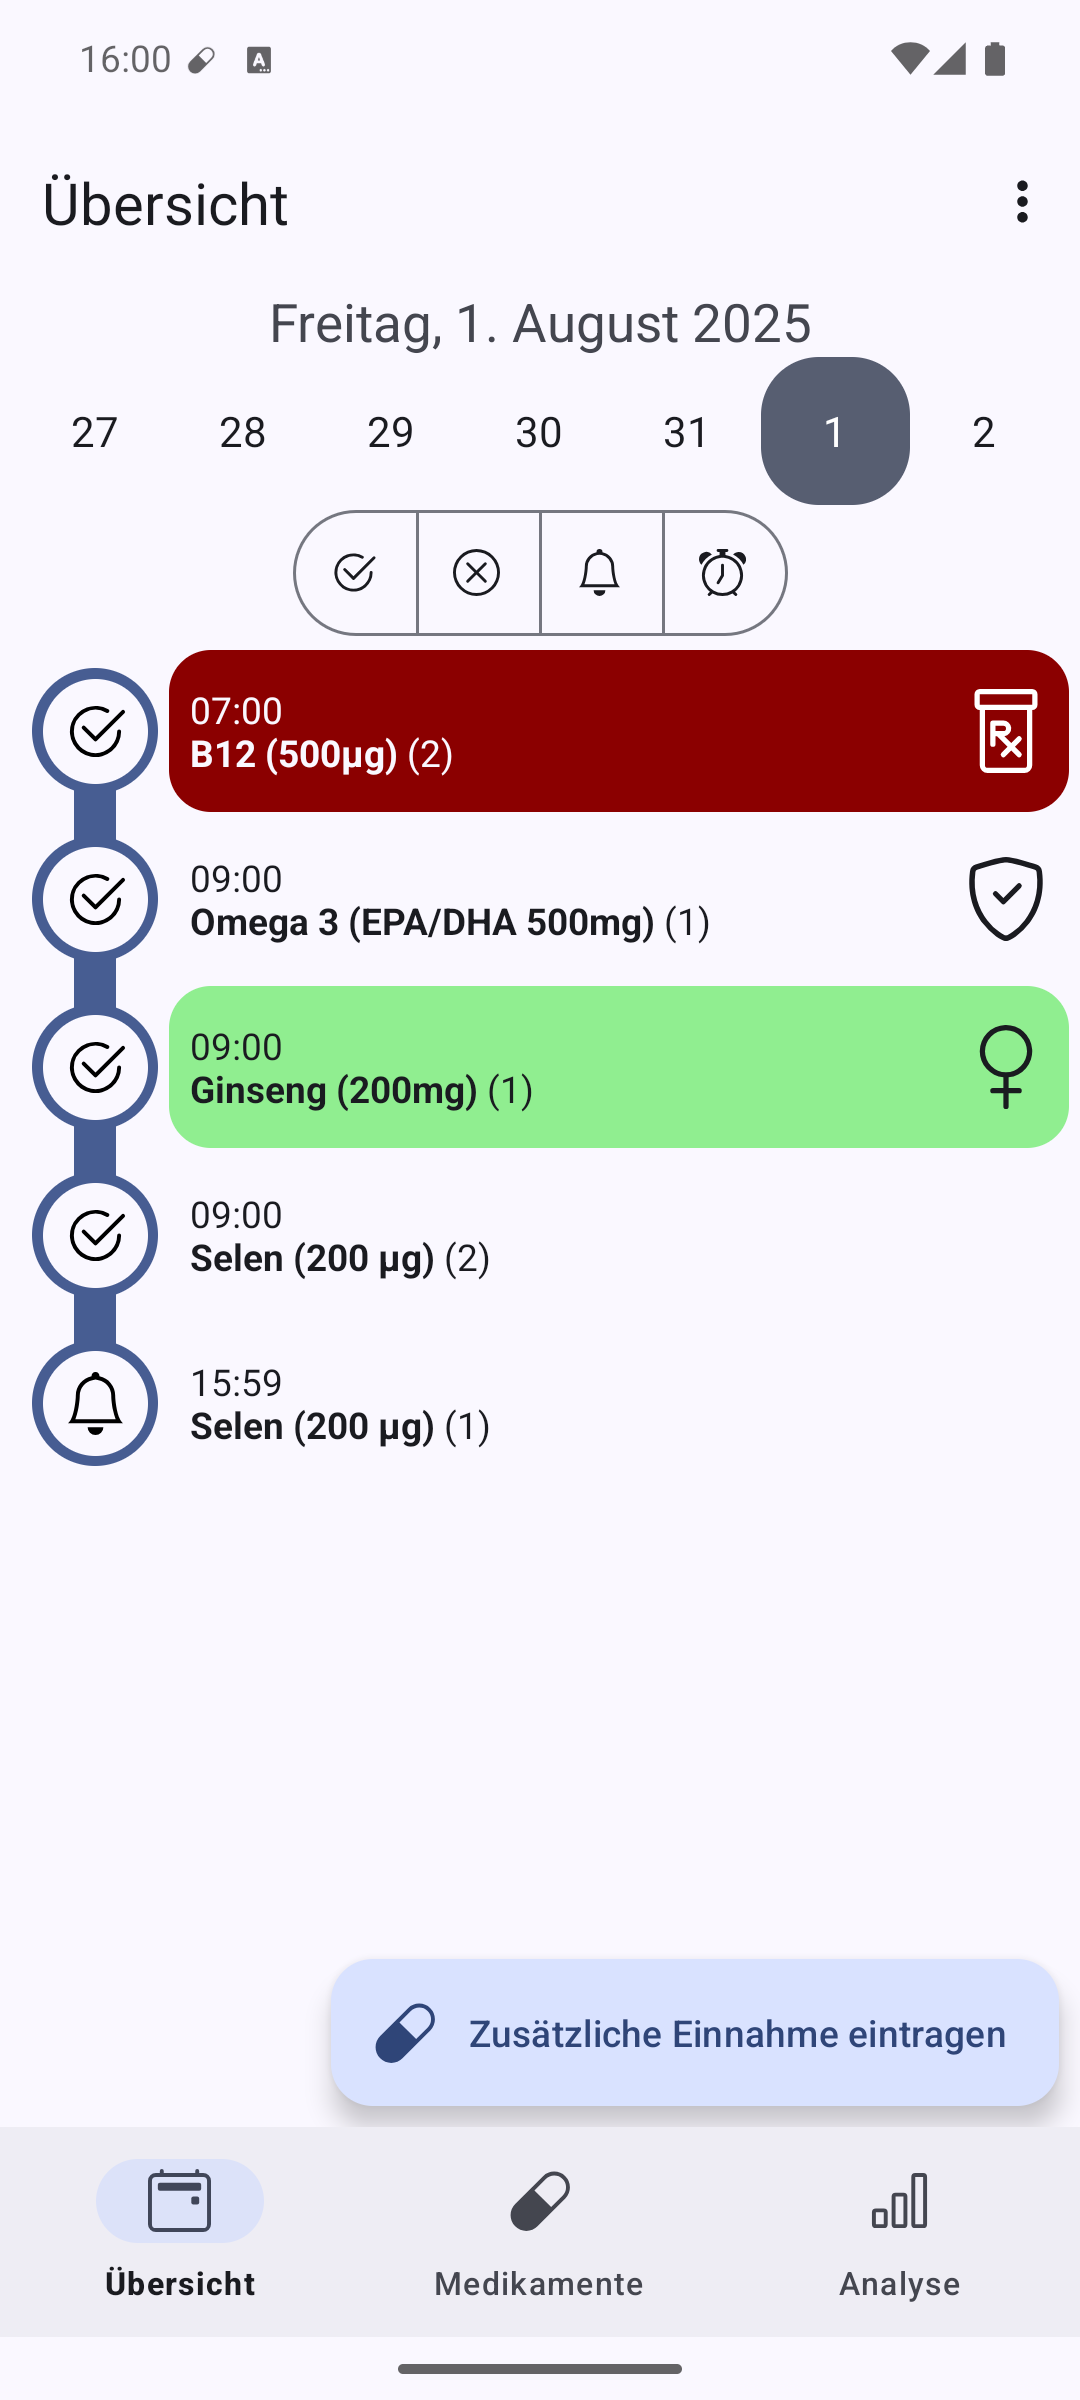 16:00
Übersicht
Freitag, 1. August 2025
27 28 29 30 31 1 2
07:00
B12 (500µg) (2)
09:00
Omega 3 (EPA/DHA 500mg) (1)
09:00
Ginseng (200mg) (1)
09:00
Selen (200 µg) (2)
15:59
Selen (200 µg) (1)
Zusätzliche Einnahme eintragen
Übersicht Medikamente Analyse